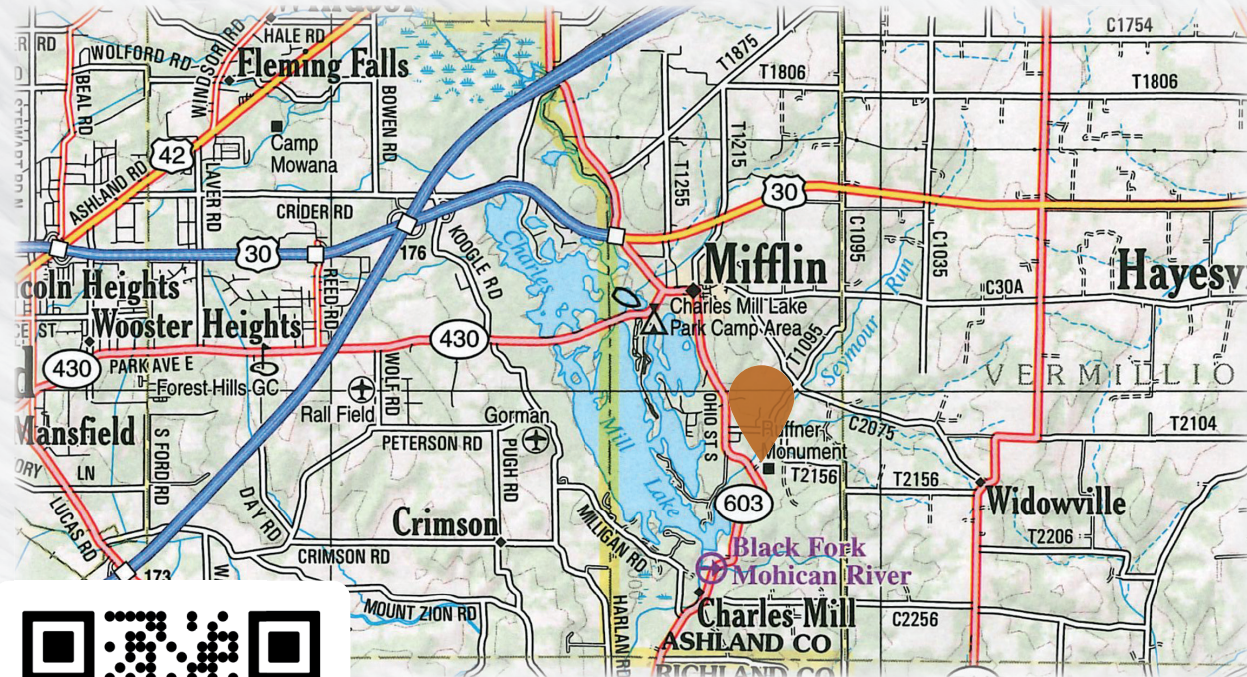 C1754
RD
HALE RD
WOLFORD RD
WINDSOR RD
Fleming Falls
BEAL RD
BOWEN RD
T1875
T1806
T1806
42
Camp
Mowana
ASHLAND RD
LAVER RD
T1255
T1215
30
CRIDER RD
30
176
KOOGLE RD
Charles
Mill
Lake
C1095
C1035
Run
Seymour
Mifflin
Hayesv
C30A
coln Heights
REED RD
Charles Mill Lake
Park Camp Area
ST
Wooster Heights
430
430
PARK AVE E
T1095
VERMILLIO
Forest Hills GC
WOLF RD
Rall Field
Gorman
OHIO ST S
Ruffner
Monument
C2075
T2104
d
Mansfield
S FORD RD
PETERSON RD
PUGH RD
T2156
T2156
ORY
LN
LUCAS RD
DAY RD
603
Widowville
Crimson
MILLIGAN RD
T2206
CRIMSON RD
Black Fork
Mohican River
173
W
MOUNT ZION RD
HARLAN RD
Charles Mill
C2256
ASHLAND CO
RICHLAND CO